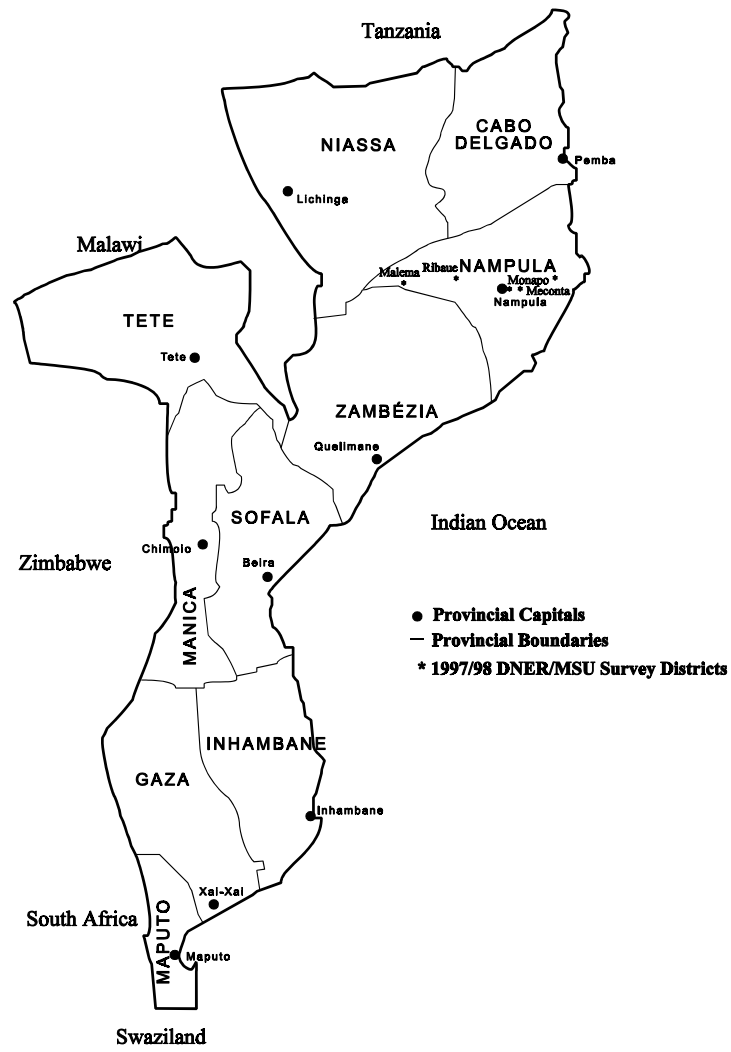 Tanzania
CABO
DELGADO
NIASSA
Pemba
Lichinga
Malawi
NAMPULA
Ribaue
Malema
Monapo
Meconta
Nampula
TETE
Tete
ZAMBÉZIA
Quelimane
SOFALA
Indian Ocean
Chimoio
Zimbabwe
Beira
MANICA
Provincial Capitals
Provincial Boundaries
* 1997/98 DNER/MSU Survey Districts
INHAMBANE
GAZA
Inhambane
Xai-Xai
South Africa
MAPUTO
Maputo
Swaziland